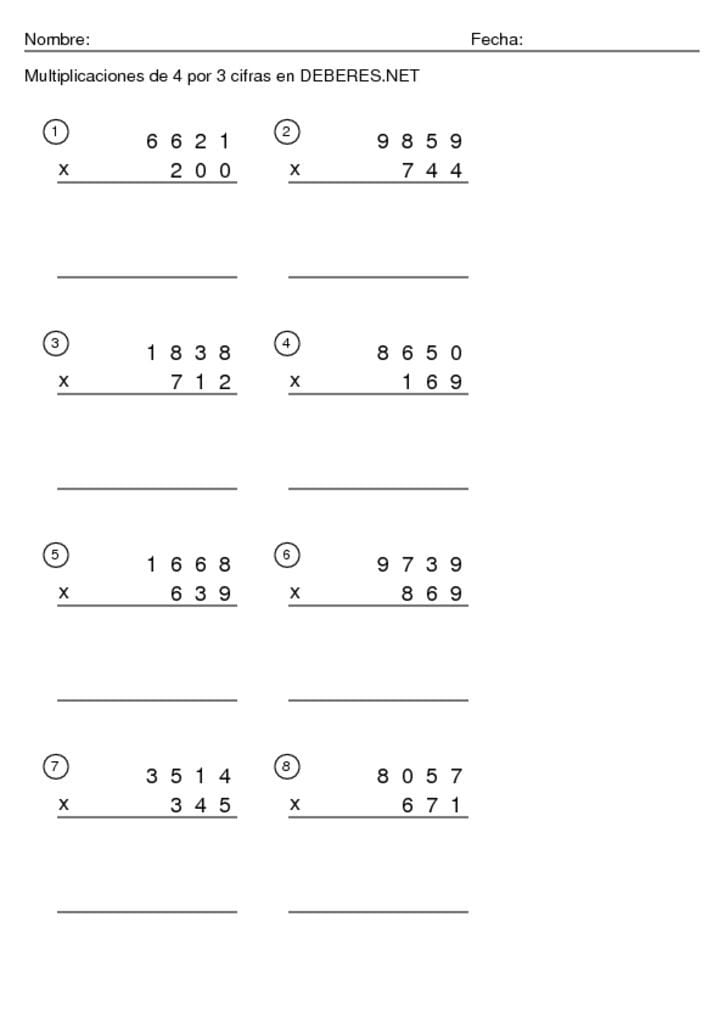 Nombre: Fecha:
Multiplicaciones de 4 por 3 cifras en DEBERES.NET
1 6 6 2 1 2 9 8 5 9
x 2 0 0 x 7 4 4
3 1 8 3 8 4 8 6 5 0
x 7 1 2 x 1 6 9
5 1 6 6 8 6 9 7 3 9
x 6 3 9 x 8 6 9
7 3 5 1 4 8 8 0 5 7
x 3 4 5 x 6 7 1